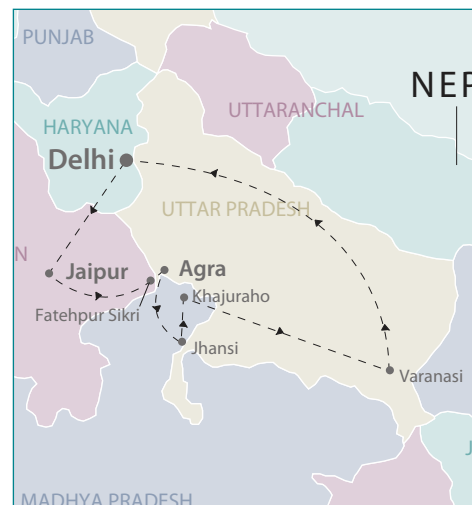 PUNJAB
NEP
UTTARANCHAL
HARYANA
Delhi
UTTAR PRADESH
N
Jaipur
Agra
Khajuraho
Fatehpur Sikri
Jhansi
Varanasi
J
MADHYA PRADESH